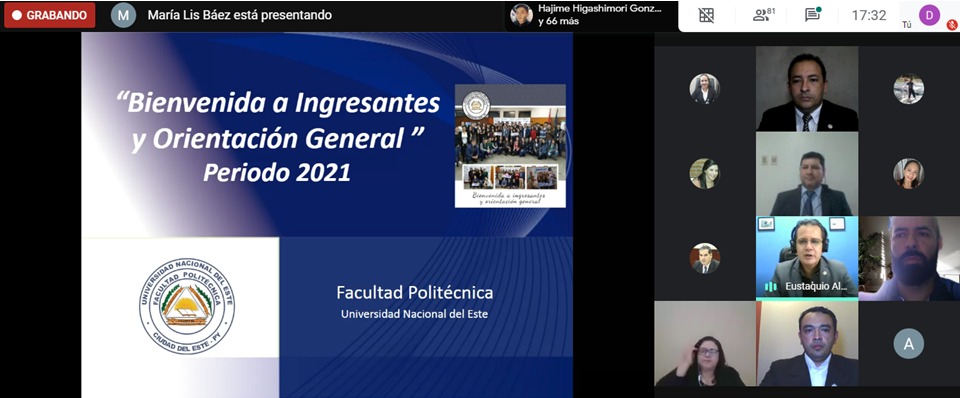 GRABANDO
M
María Lis Báez está presentando
Hajime Higashimori Gonz...
y 66 más
81
17:32
Tú
D
“Bienvenida a Ingresantes
y Orientación General ”
Periodo 2021
Bienvenida a ingresantes
y orientación general
UNIVERSIDAD NACIONAL DEL ESTE
FACULTAD POLITÉCNICA
CIUDAD DEL ESTE - PY
Facultad Politécnica
Universidad Nacional del Este
Eustaquio Al...
A